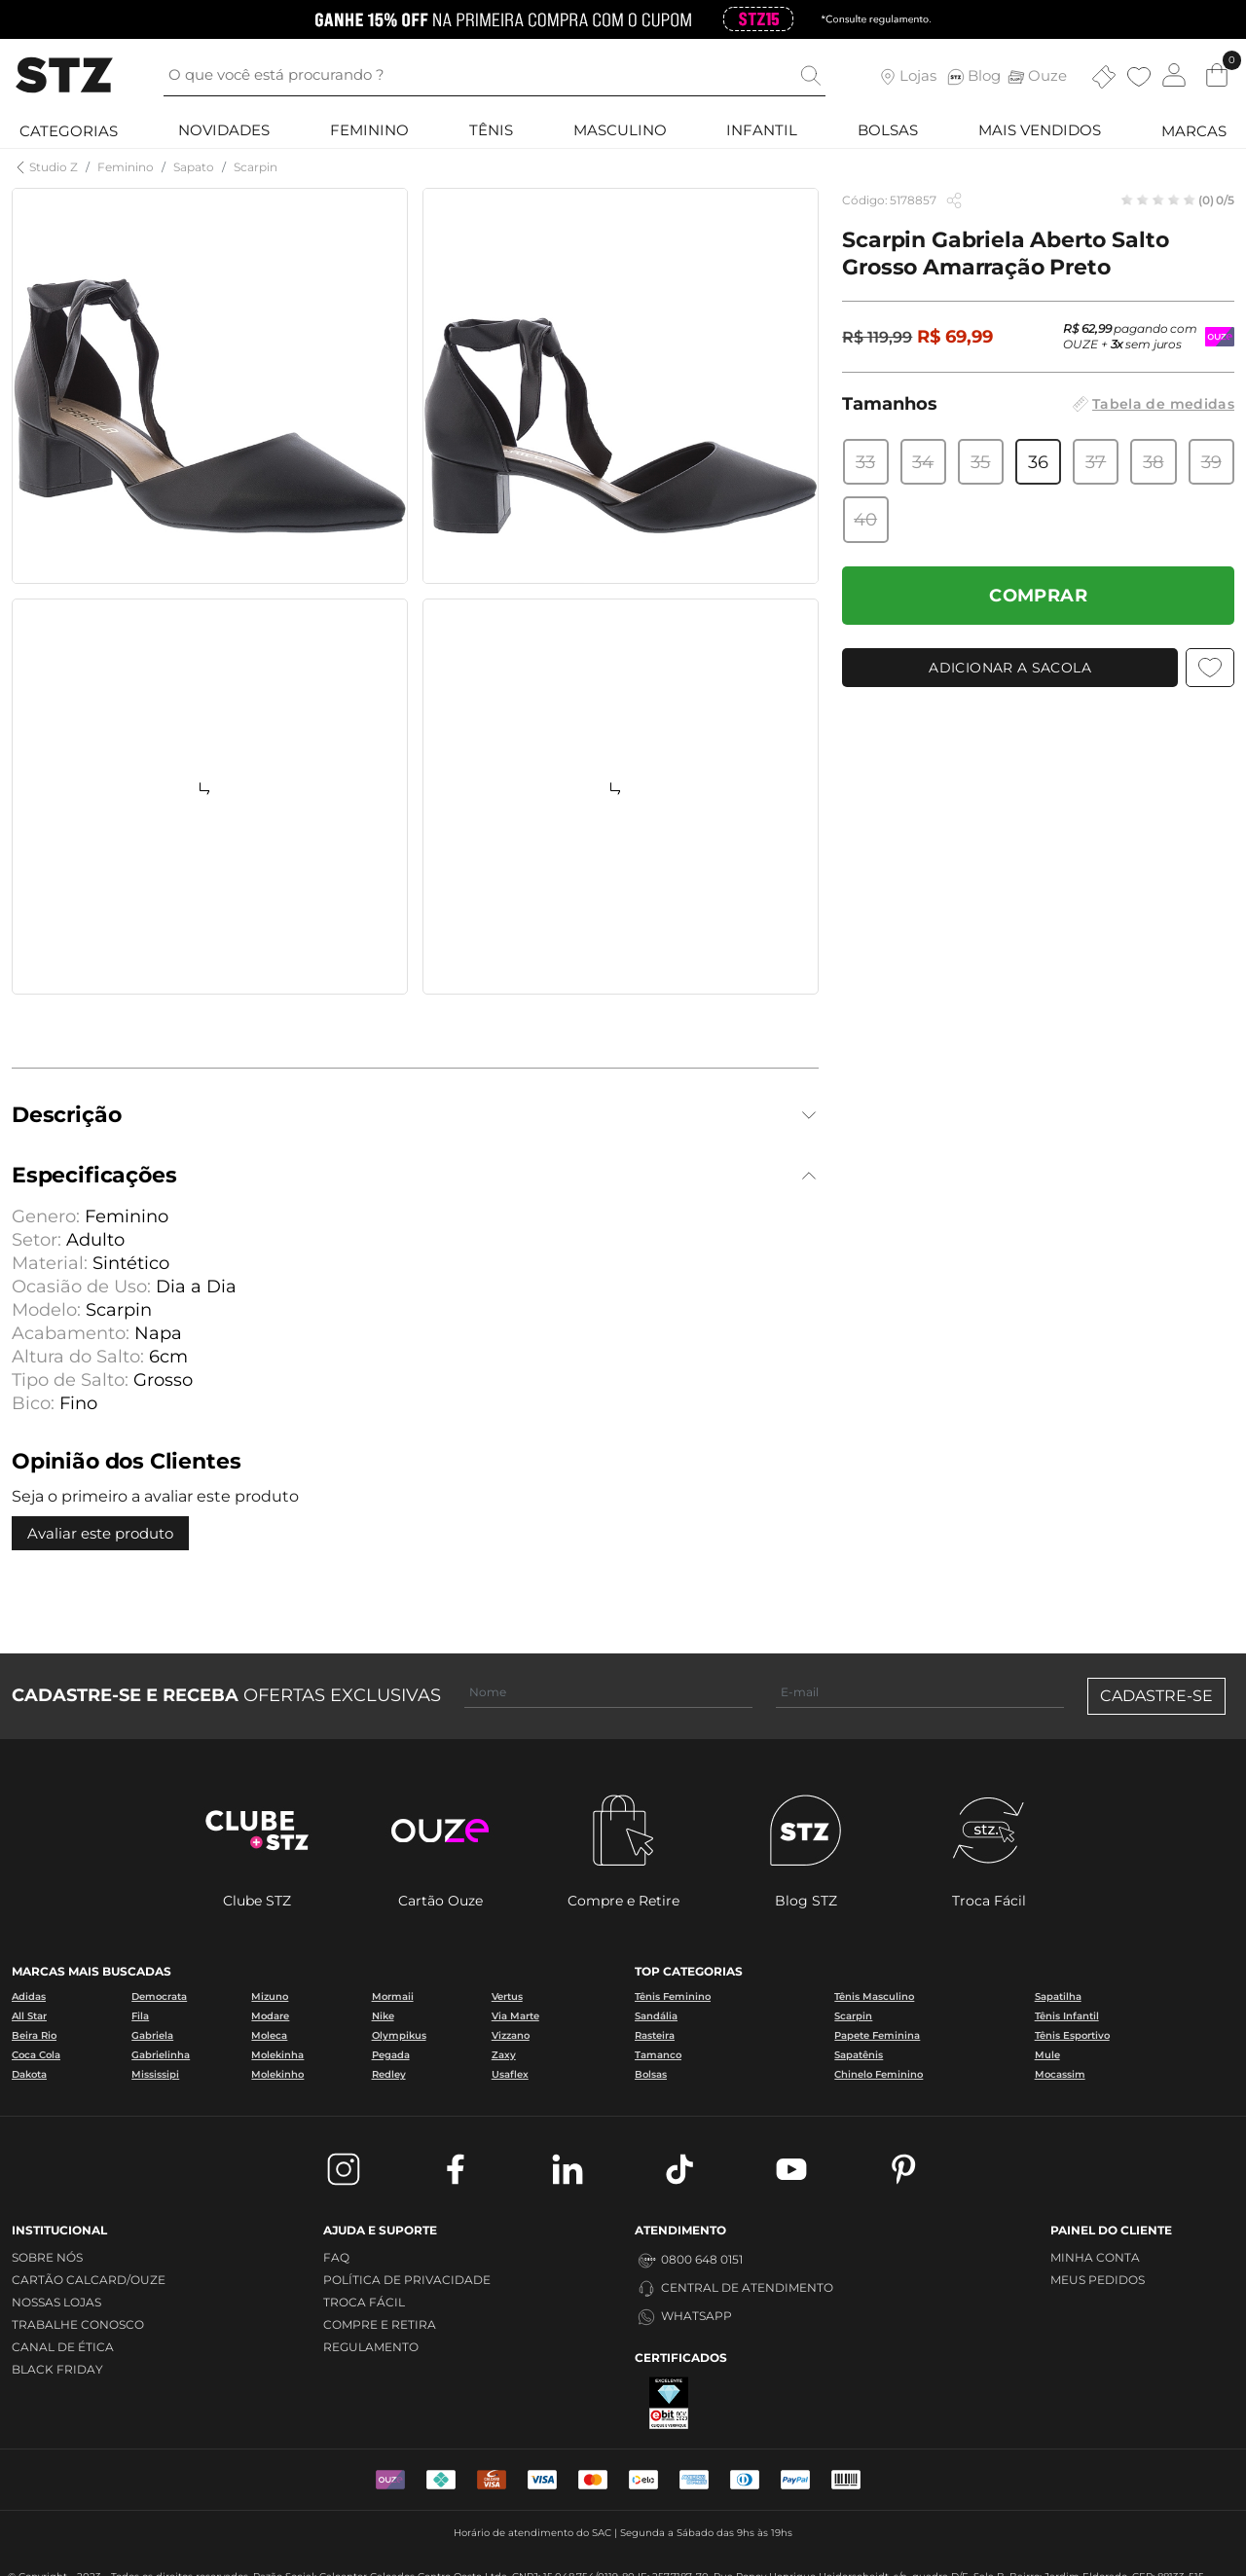 GANHE 15% OFF NA PRIMEIRA COMPRA COM O CUPOM STZ15 *Consulte regulamento.
STZ
O que você está procurando ?
Lojas STZ Blog Ouze 0
CATEGORIAS NOVIDADES FEMININO TÊNIS MASCULINO INFANTIL BOLSAS MAIS VENDIDOS MARCAS
Studio Z / Feminino / Sapato / Scarpin
Código: 5178857 (0) 0/5
Scarpin Gabriela Aberto Salto
Grosso Amarração Preto
R$ 119,99 R$ 69,99
R$ 62,99 pagando com
OUZE + 3x sem juros
Tamanhos Tabela de medidas
33 34 35 36 37 38 39
40
COMPRAR
ADICIONAR A SACOLA
Descrição
Especificações
Genero: Feminino
Setor: Adulto
Material: Sintético
Ocasião de Uso: Dia a Dia
Modelo: Scarpin
Acabamento: Napa
Altura do Salto: 6cm
Tipo de Salto: Grosso
Bico: Fino
Opinião dos Clientes
Seja o primeiro a avaliar este produto
Avaliar este produto
CADASTRE-SE E RECEBA OFERTAS EXCLUSIVAS Nome E-mail CADASTRE-SE
CLUBE
+STZ
ouze
STZ
stz.
Clube STZ Cartão Ouze Compre e Retire Blog STZ Troca Fácil
MARCAS MAIS BUSCADAS TOP CATEGORIAS
Adidas Democrata Mizuno Mormaii Vertus Tênis Feminino Tênis Masculino Sapatilha
All Star Fila Modare Nike Via Marte Sandália Scarpin Tênis Infantil
Beira Rio Gabriela Moleca Olympikus Vizzano Rasteira Papete Feminina Tênis Esportivo
Coca Cola Gabrielinha Molekinha Pegada Zaxy Tamanco Sapatênis Mule
Dakota Mississipi Molekinho Redley Usaflex Bolsas Chinelo Feminino Mocassim
INSTITUCIONAL
SOBRE NÓS
CARTÃO CALCARD/OUZE
NOSSAS LOJAS
TRABALHE CONOSCO
CANAL DE ÉTICA
BLACK FRIDAY
AJUDA E SUPORTE
FAQ
POLÍTICA DE PRIVACIDADE
TROCA FÁCIL
COMPRE E RETIRA
REGULAMENTO
ATENDIMENTO
0800 648 0151
CENTRAL DE ATENDIMENTO
WHATSAPP
CERTIFICADOS
EXCELENTE
ebit
PAINEL DO CLIENTE
MINHA CONTA
MEUS PEDIDOS
OUZ VISA VISA elo PayPal
Horário de atendimento do SAC | Segunda a Sábado das 9hs às 19hs